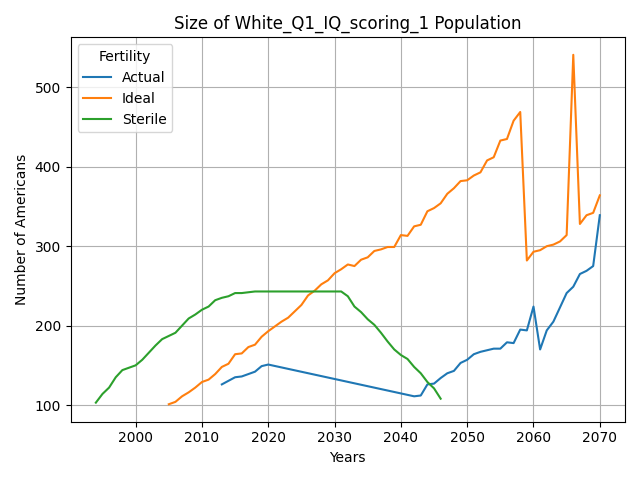 Size of White_Q1_IQ_scoring_1 Population
Fertility
Actual
Ideal
Sterile
Number of Americans
500
400
300
200
100
2000 2010 2020 2030 2040 2050 2060 2070
Years